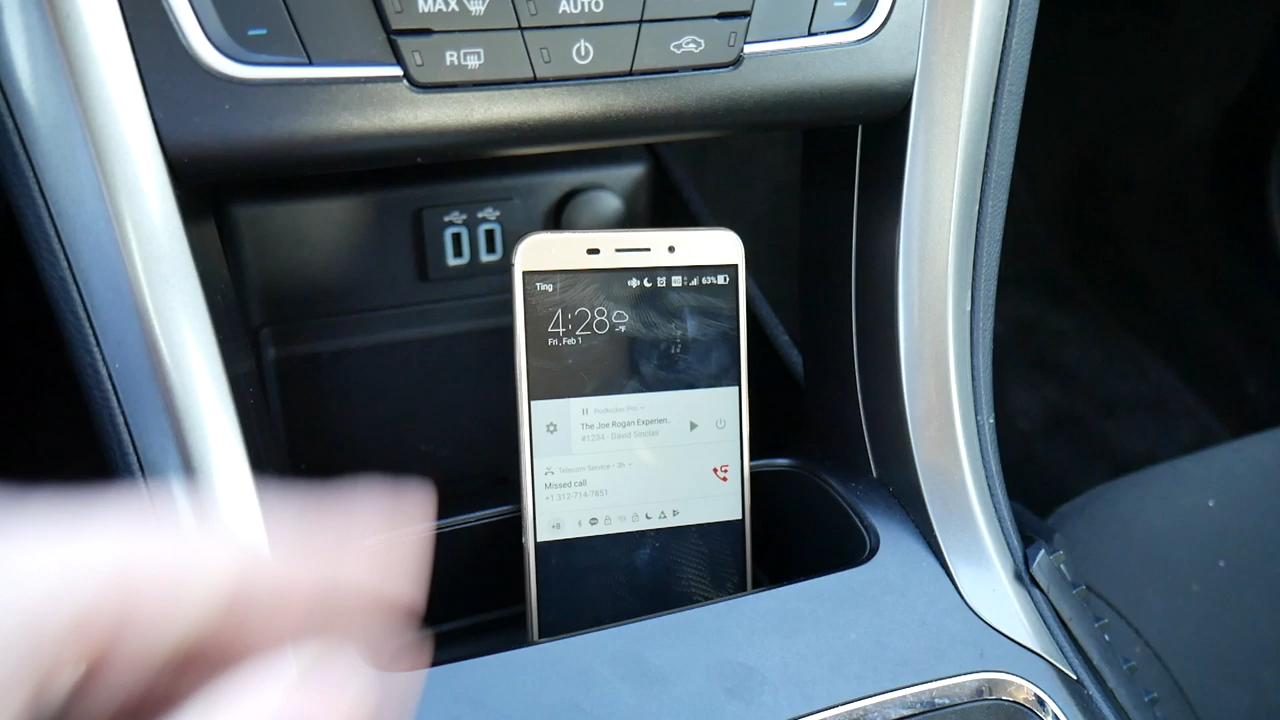 MAX
AUTO
R
Ting
63%
4:28
Fri, Feb 1
Podkicker Pro
The Joe Rogan Experien..
#1234 - David Sinclair
Telecom Service • 3h
Missed call
+1 312-714-7851
+8